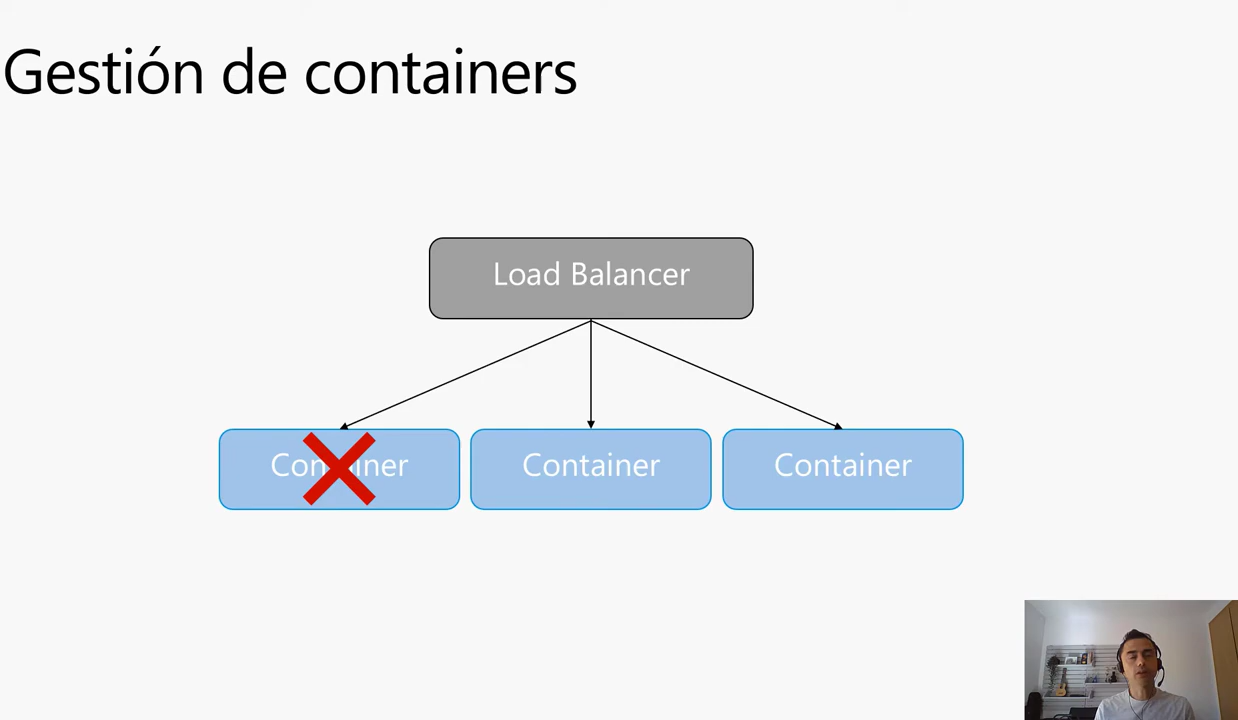 Gestión de containers
Load Balancer
Container
Container
Container